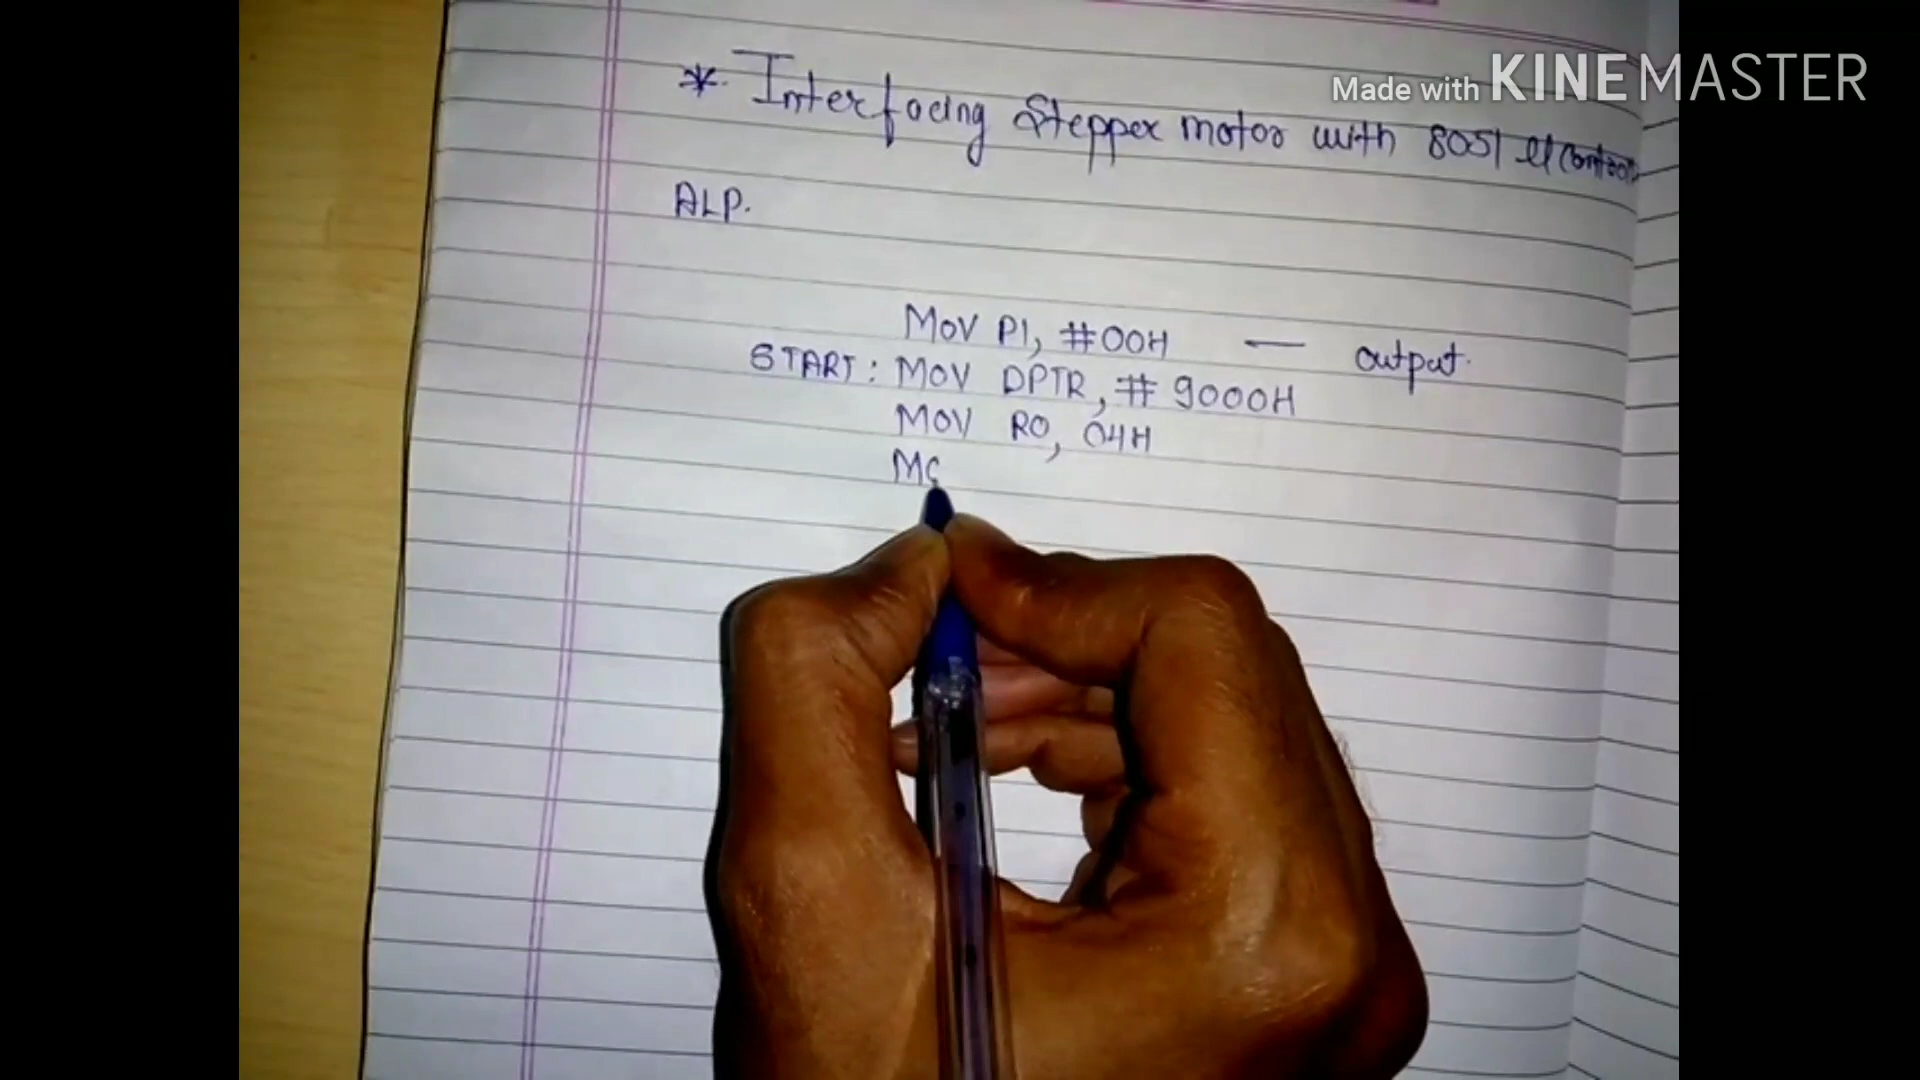 Made with KINEMASTER
* Interfacing Stepper motor with 8051
ALP.
MOV P1, #00H — output.
START: MOV DPTR, # 9000H
MOV R0, 04H
MO